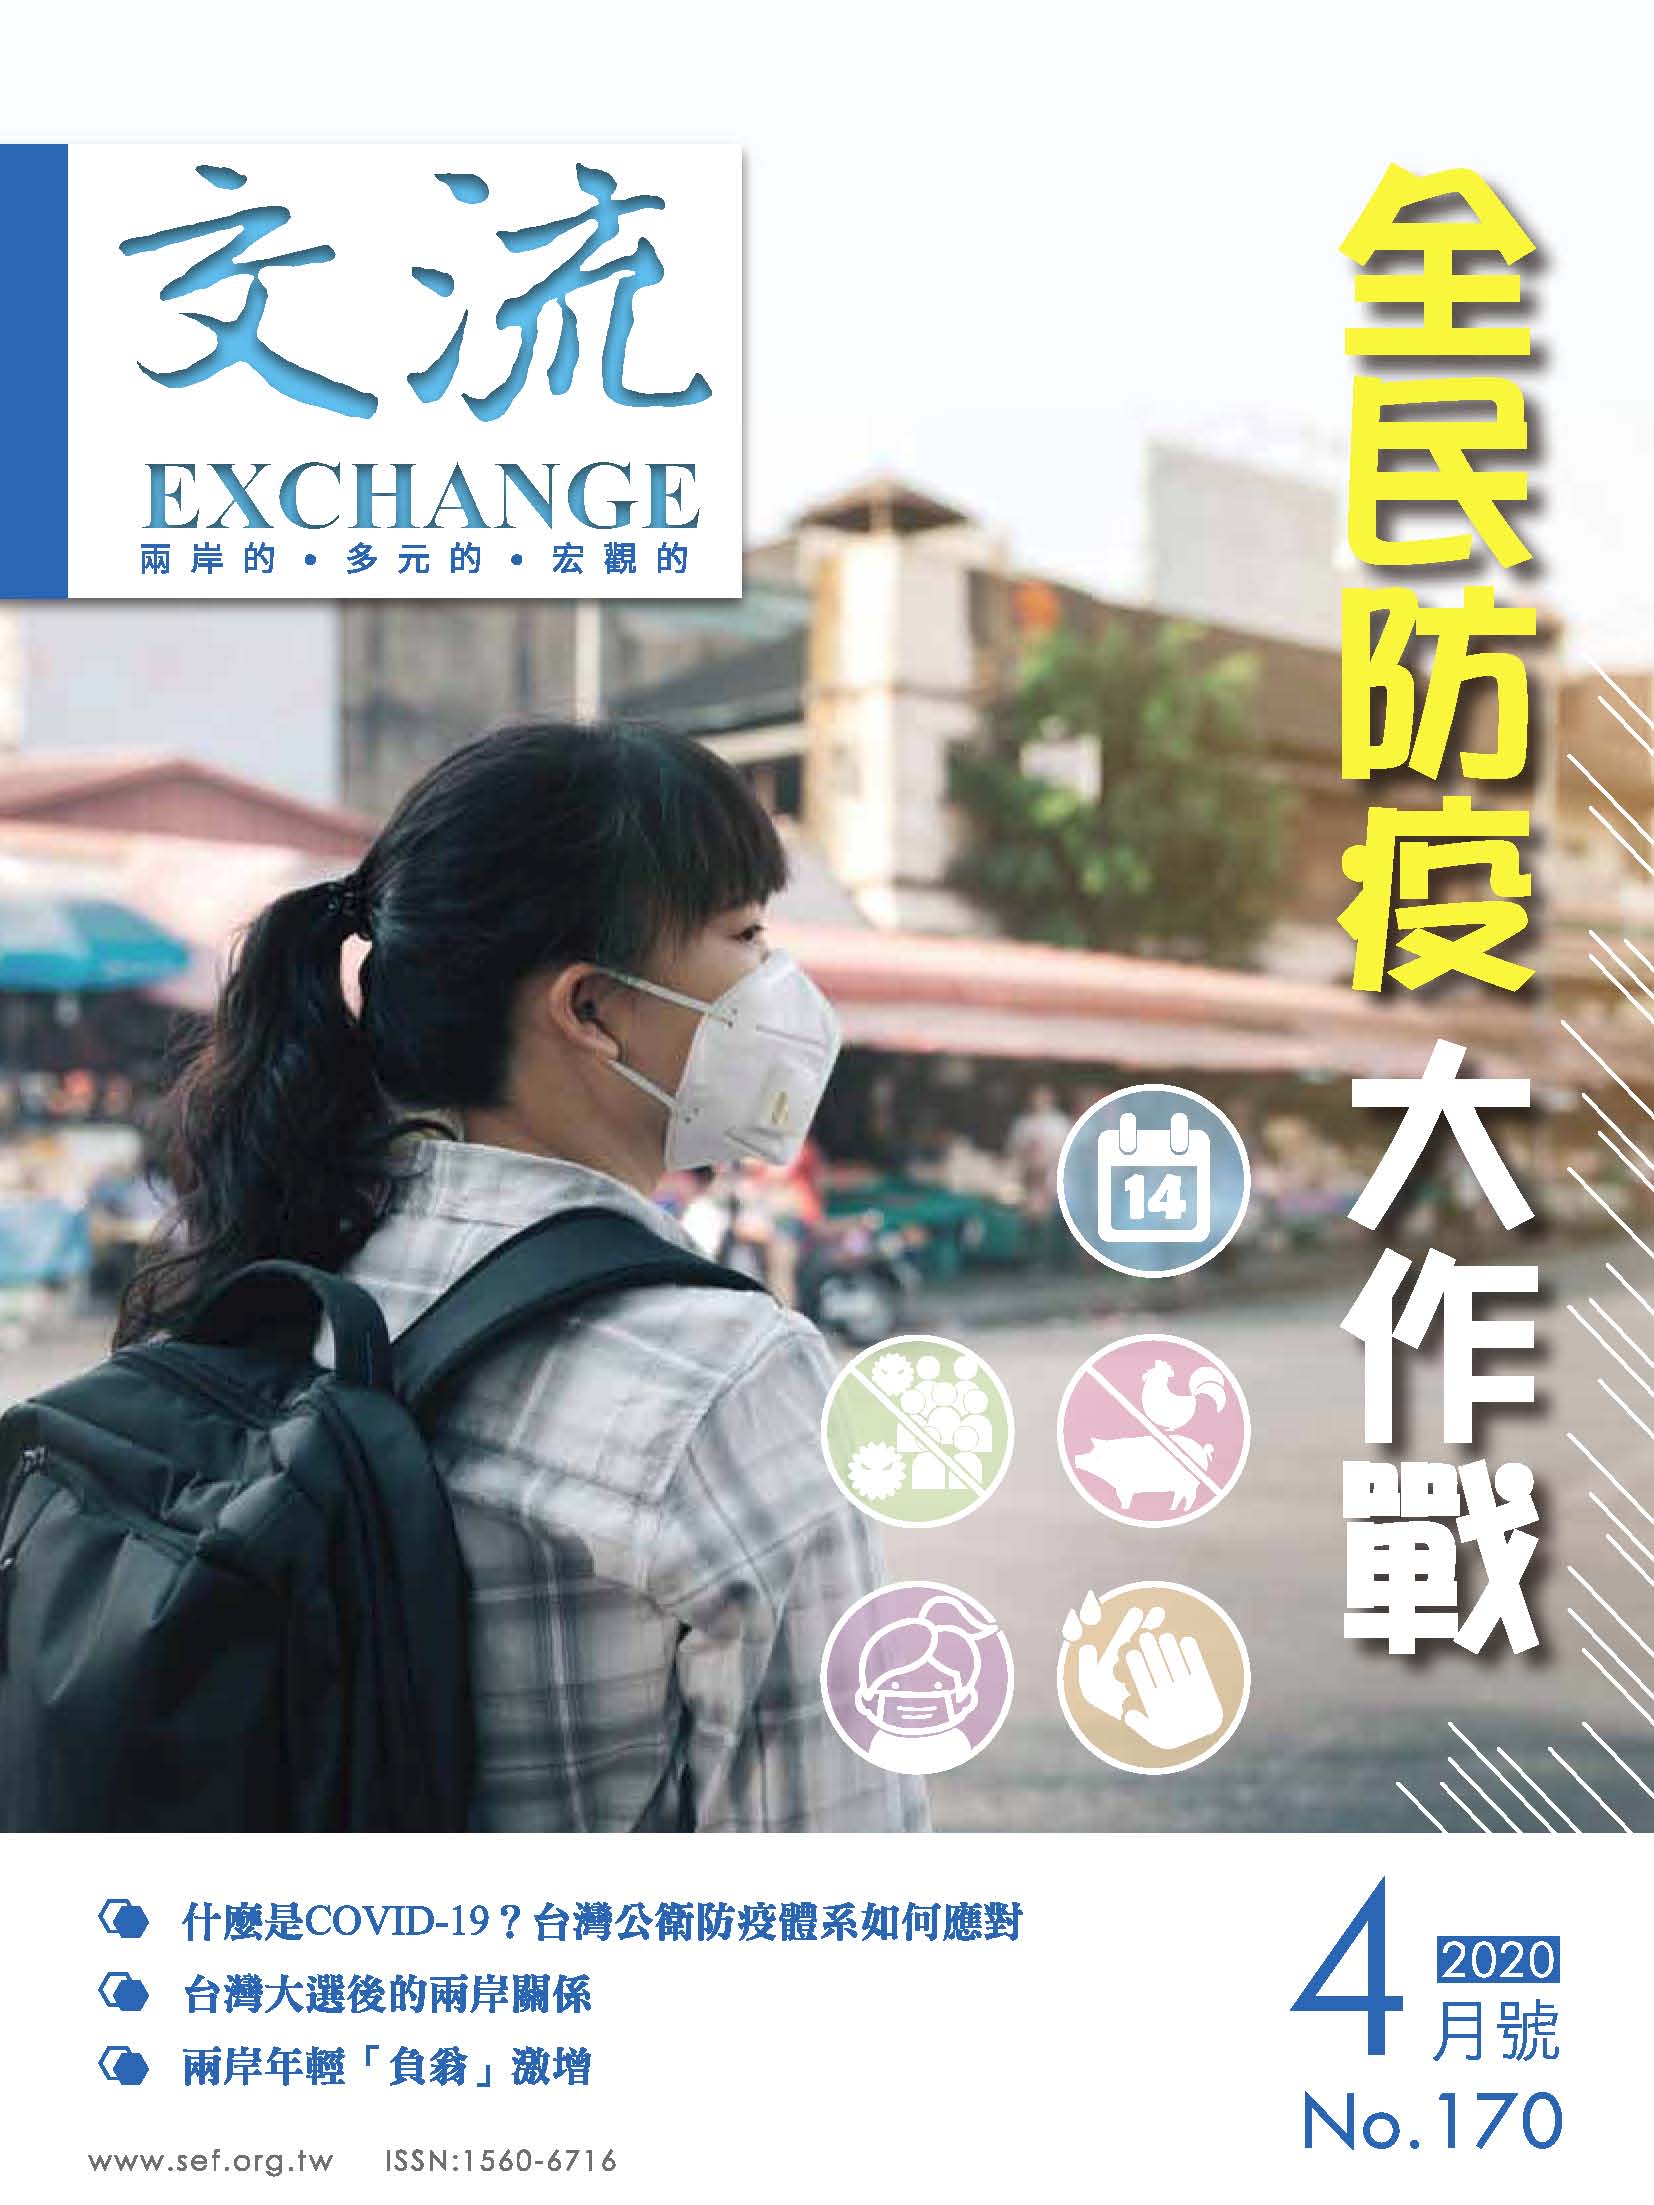 交流
EXCHANGE
兩岸的・多元的・宏觀的
全民防疫大作戰
14
什麼是COVID-19？台灣公衛防疫體系如何應對
台灣大選後的兩岸關係
兩岸年輕「負翁」激增
4
2020
月號
No.170
www.sef.org.tw ISSN:1560-6716